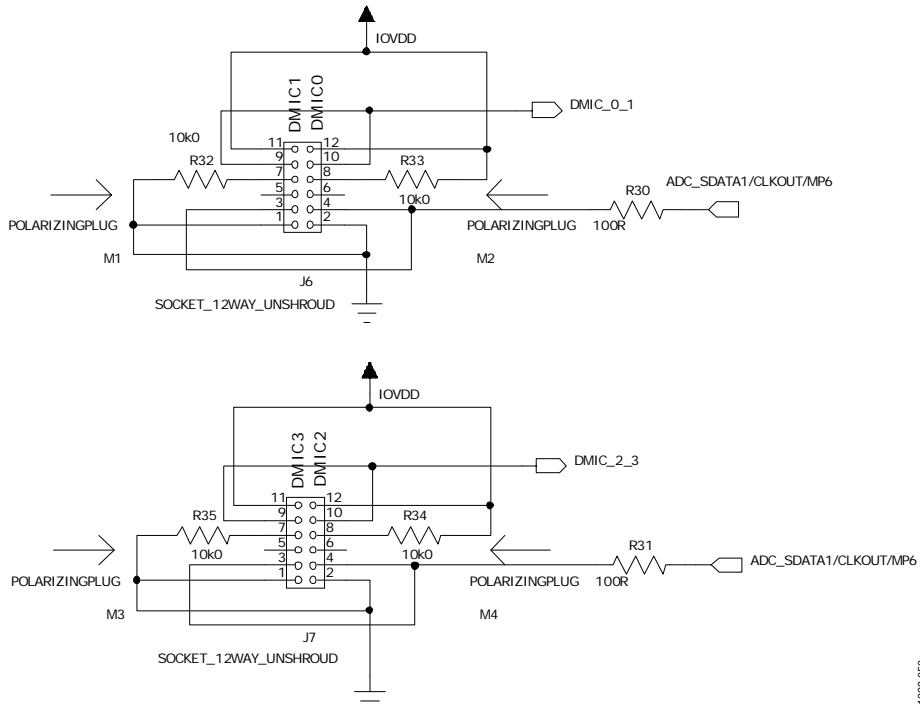 IOVDD
DMIC1
DMIC0
DMIC_0_1
10k0
11
12
9
10
R32
7
8
R33
5
6
10k0
3
4
1
2
POLARIZINGPLUG
M1
POLARIZINGPLUG
M2
R30
100R
ADC_SDATA1/CLKOUT/MP6
J6
SOCKET_12WAY_UNSHROUD
IOVDD
DMIC3
DMIC2
DMIC_2_3
11
12
9
10
R35
7
8
R34
10k0
5
6
10k0
3
4
1
2
POLARIZINGPLUG
M3
POLARIZINGPLUG
M4
R31
100R
ADC_SDATA1/CLKOUT/MP6
J7
SOCKET_12WAY_UNSHROUD